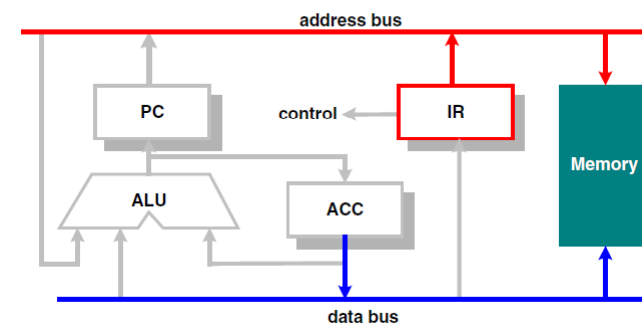 address bus
PC
control
IR
Memory
ALU
ACC
data bus